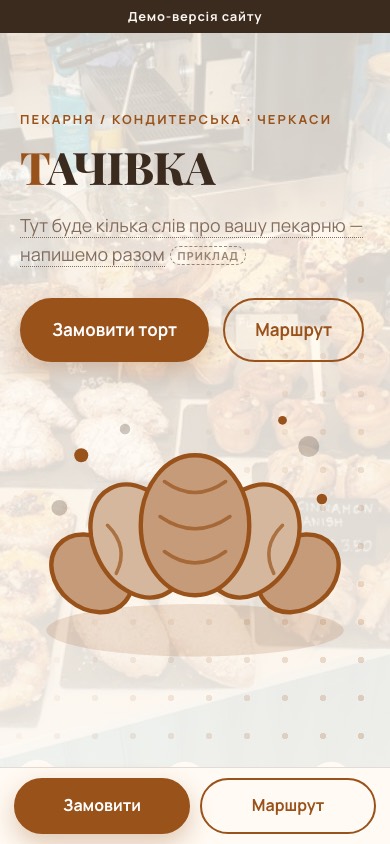 Демо-версія сайту
ПЕКАРНЯ / КОНДИТЕРСЬКА · ЧЕРКАСИ
ТАЧІВКА
Тут буде кілька слів про вашу пекарню —
напишемо разом ПРИКЛАД
Замовити торт
Маршрут
Замовити
Маршрут